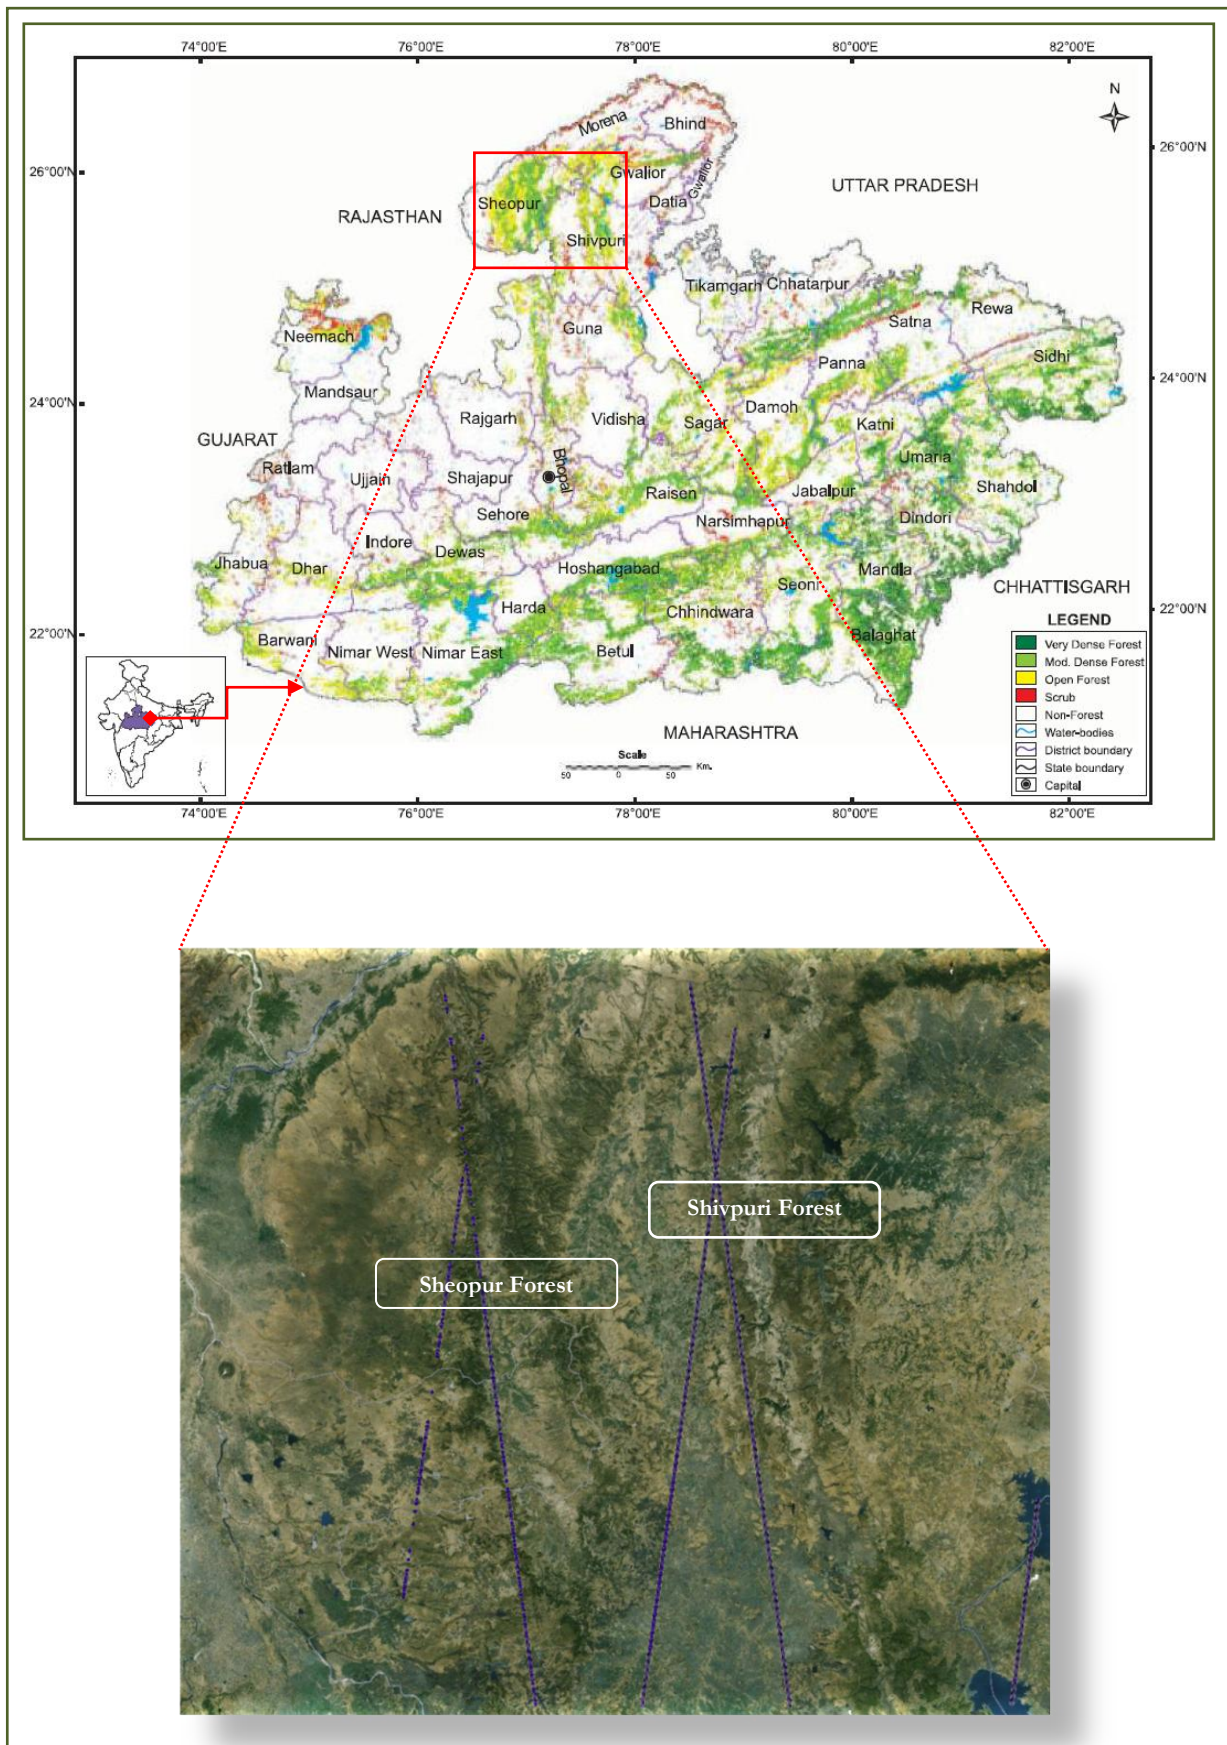 74°00'E 76°00'E 78°00'E 80°00'E 82°00'E
N
Morena
Bhind
26°00'N
26°00'N
Gwalior
Gwalior
UTTAR PRADESH
Sheopur
Datia
RAJASTHAN
Shivpuri
Tikamgarh
Chhatarpur
Rewa
Satna
Guna
Neemach
Sidhi
Panna
24°00'N
Mandsaur
24°00'N
Damoh
Rajgarh
Vidisha
Sagar
Katni
GUJARAT
Umaria
Ratlam
Bhopal
Ujjain
Shajapur
Shahdol
Raisen
Jabalpur
Sehore
Narsimhapur
Dindori
Indore
Dewas
Jhabua
Dhar
Hoshangabad
Mandla
Seoni
CHHATTISGARH
Harda
Chhindwara
22°00'N
LEGEND
22°00'N
Barwani
Balaghat
Nimar West
Nimar East
Betul
Very Dense Forest
Mod. Dense Forest
Open Forest
Scrub
Non-Forest
Water-bodies
District boundary
State boundary
Capital
MAHARASHTRA
Scale
50 0 50 Km.
74°00'E 76°00'E 78°00'E 80°00'E 82°00'E
Shivpuri Forest
Sheopur Forest